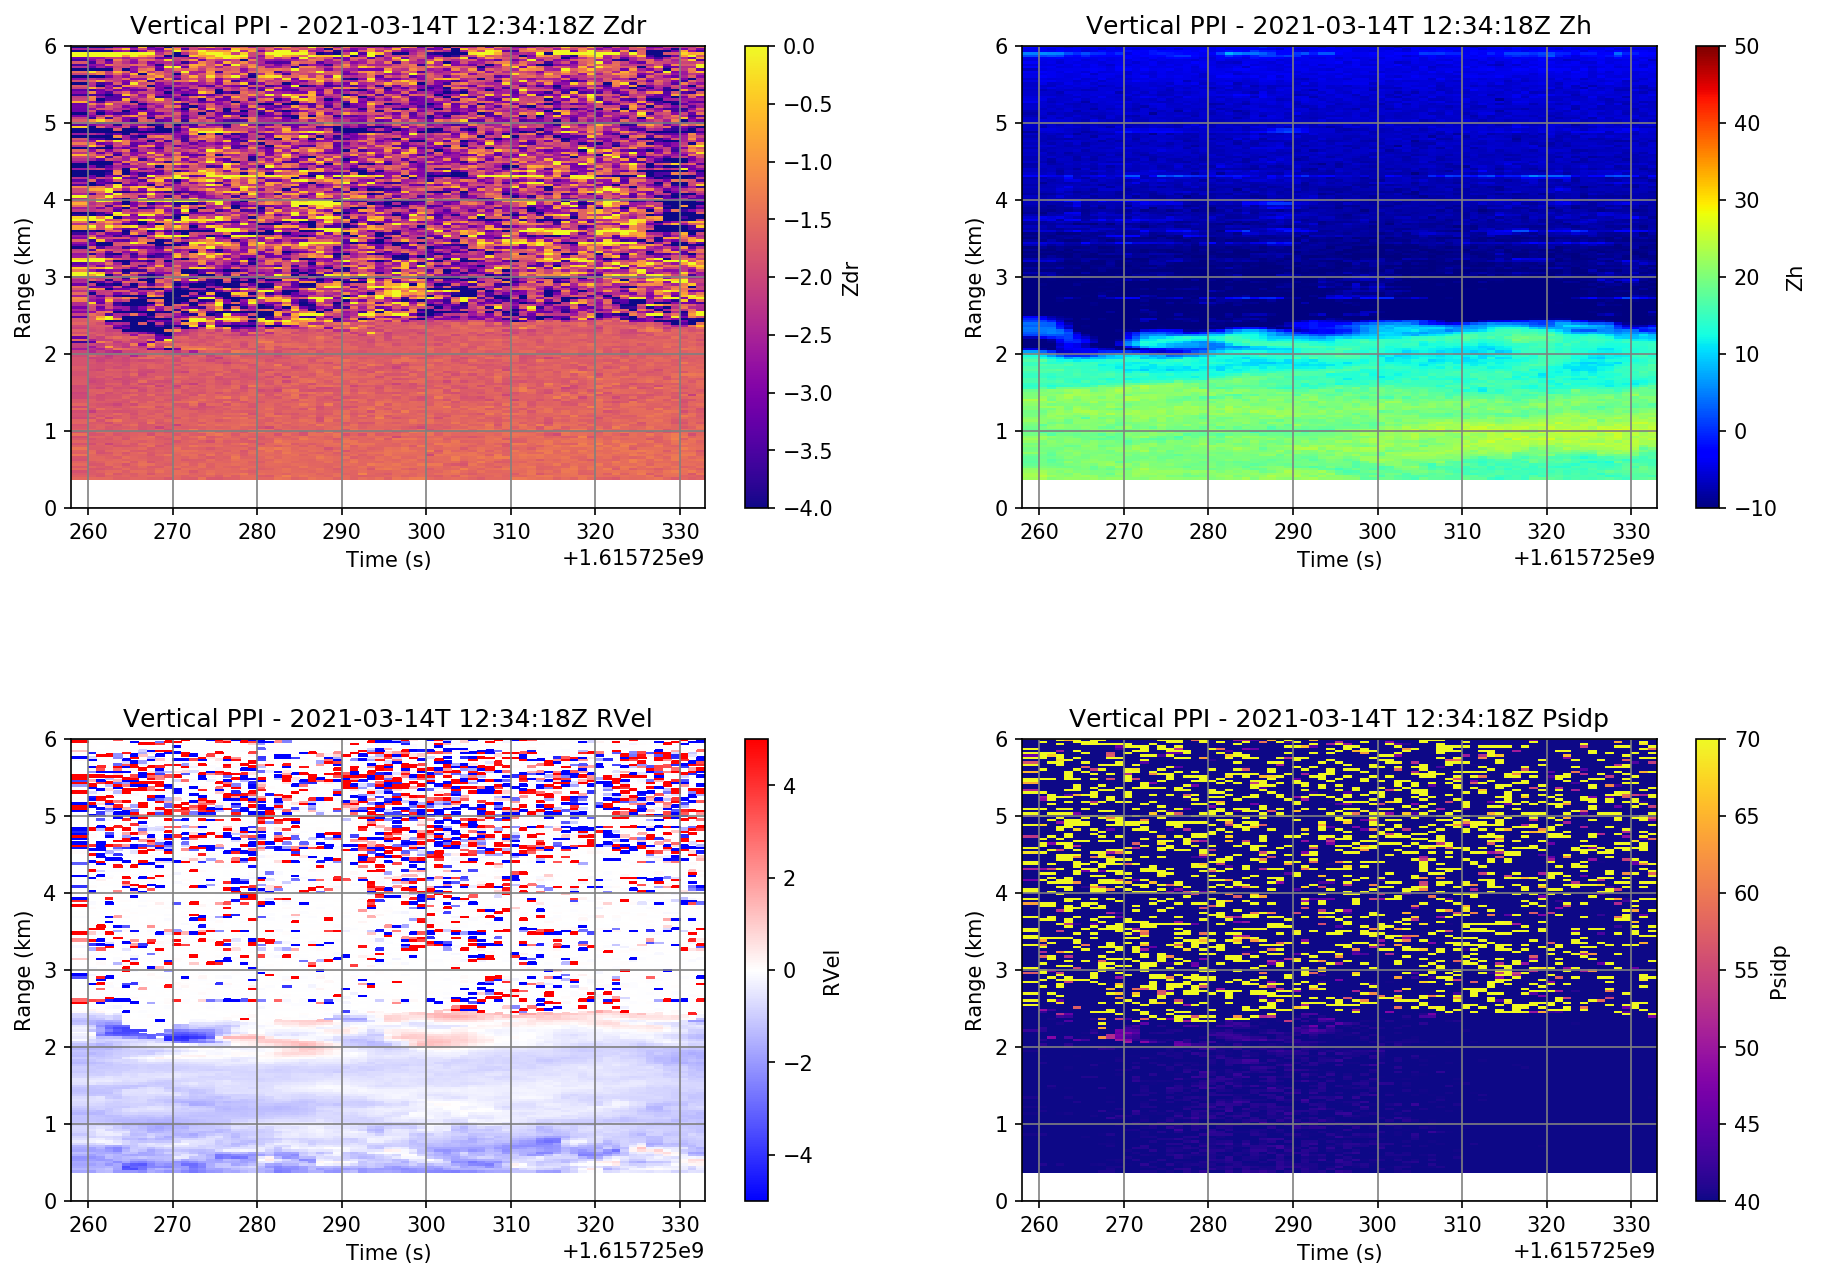 Vertical PPI - 2021-03-14T 12:34:18Z Zdr
6
5
4
3
2
1
0
Range (km)
260 270 280 290 300 310 320 330
Time (s)
+1.615725e9
0.0
−0.5
−1.0
−1.5
−2.0
−2.5
−3.0
−3.5
−4.0
Zdr
Vertical PPI - 2021-03-14T 12:34:18Z Zh
6
5
4
3
2
1
0
Range (km)
260 270 280 290 300 310 320 330
Time (s)
+1.615725e9
50
40
30
20
10
0
−10
Zh
Vertical PPI - 2021-03-14T 12:34:18Z RVel
6
5
4
3
2
1
0
Range (km)
260 270 280 290 300 310 320 330
Time (s)
+1.615725e9
4
2
0
−2
−4
RVel
Vertical PPI - 2021-03-14T 12:34:18Z Psidp
6
5
4
3
2
1
0
Range (km)
260 270 280 290 300 310 320 330
Time (s)
+1.615725e9
70
65
60
55
50
45
40
Psidp